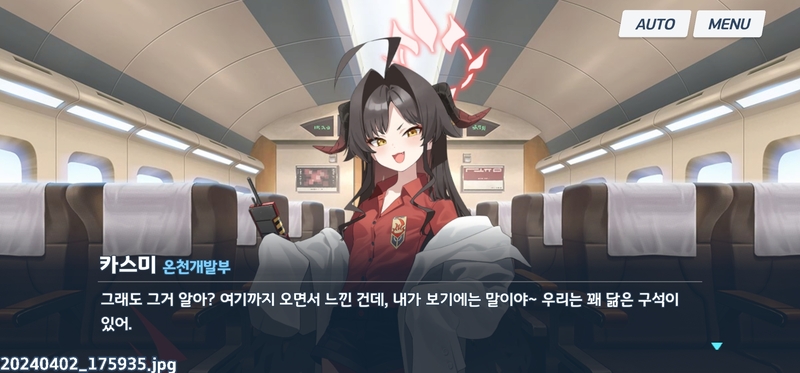 AUTO MENU
카스미 온천개발부
그래도 그거 알아? 여기까지 오면서 느낀 건데, 내가 보기에는 말이야~ 우리는 꽤 닮은 구석이
있어.
20240402_175935.jpg